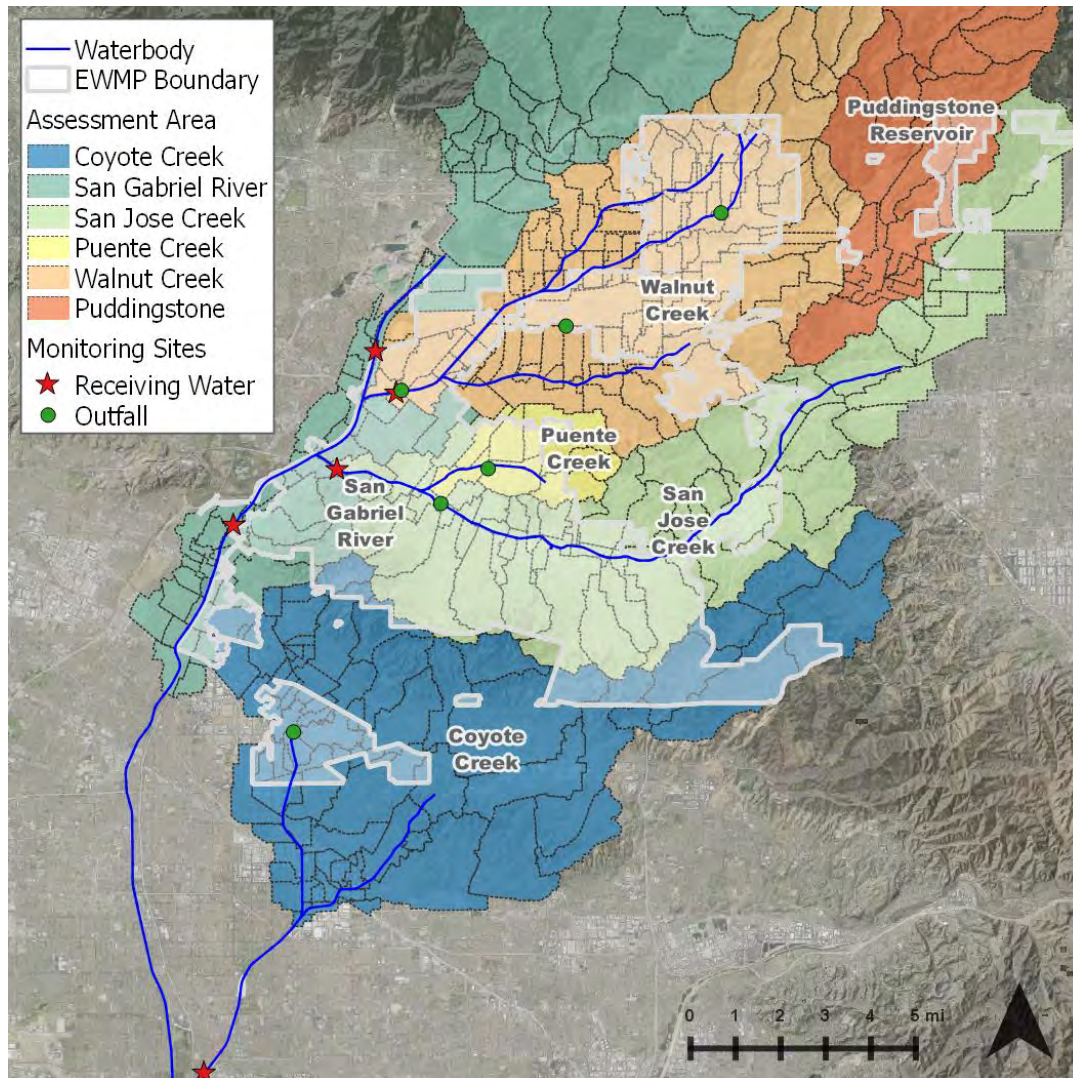 Waterbody
EWMP Boundary
Assessment Area
Coyote Creek
San Gabriel River
San Jose Creek
Puente Creek
Walnut Creek
Puddingstone
Monitoring Sites
Receiving Water
Outfall
Puddingstone
Reservoir
Walnut
Creek
Puente
Creek
San
Gabriel
River
San
Jose
Creek
Coyote
Creek
0 1 2 3 4 5 mi